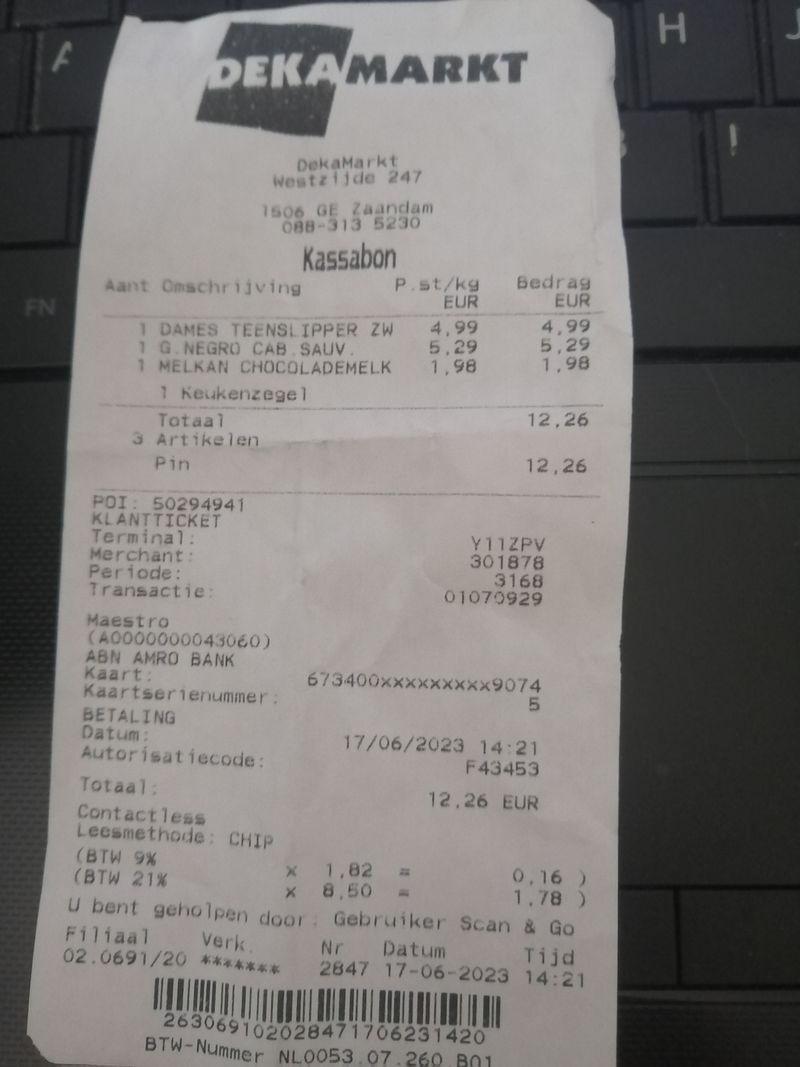 DEKAMARKT
DekaMarkt
Westzijde 247
1506 GE Zaandam
088-313 5230
Kassabon
Aant Omschrijving P.st/kg Bedrag
EUR EUR
1 DAMES TEENSLIPPER ZW 4,99 4,99
1 G.NEGRO CAB.SAUV. 5,29 5,29
1 MELKAN CHOCOLADEMELK 1,98 1,98
1 Keukenzegel
Totaal 12,26
3 Artikelen
Pin 12,26
POI: 50294941
KLANTTICKET
Terminal: Y11ZPV
Merchant: 301878
Periode: 3168
Transactie: 01070929
Maestro
(A0000000043060)
ABN AMRO BANK
Kaart: 673400xxxxxxxxx9074
Kaartserienummer: 5
BETALING
Datum: 17/06/2023 14:21
Autorisatiecode: F43453
Totaal: 12,26 EUR
Contactless
Leesmethode: CHIP
(BTW 9% x 1,82 = 0,16 )
(BTW 21% x 8,50 = 1,78 )
U bent geholpen door: Gebruiker Scan & Go
Filiaal Verk. Nr Datum Tijd
02.0691/20 ******* 2847 17-06-2023 14:21
263069102028471706231420
BTW-Nummer NL0053.07.260.B01
A
H
J
FN